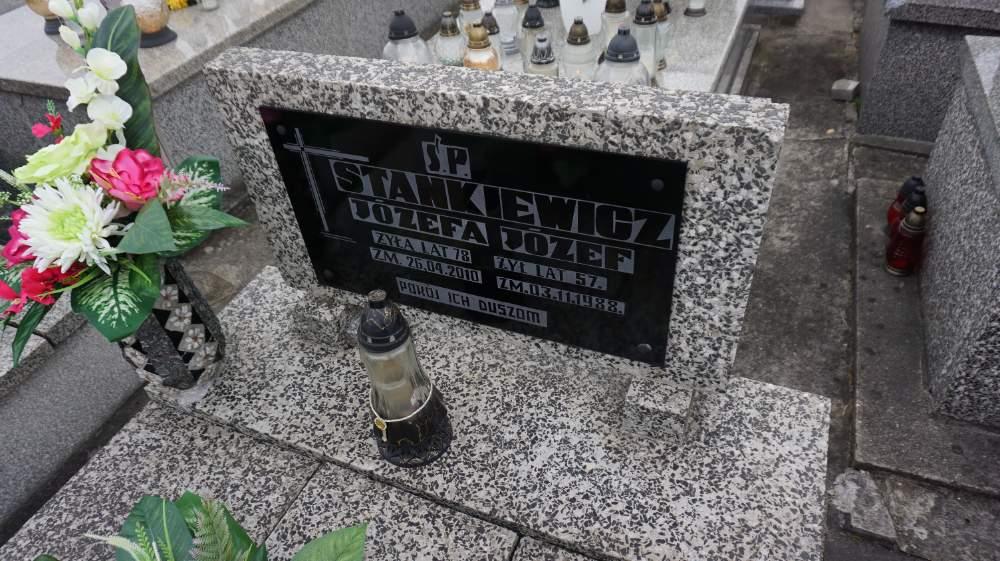 Ś.P.
STANKIEWICZ
JÓZEFA JÓZEF
ŻYŁA LAT 78 ŻYŁ LAT 57.
ZM. 26.04.2010 ZM.03.11.1988.
POKÓJ ICH DUSZOM